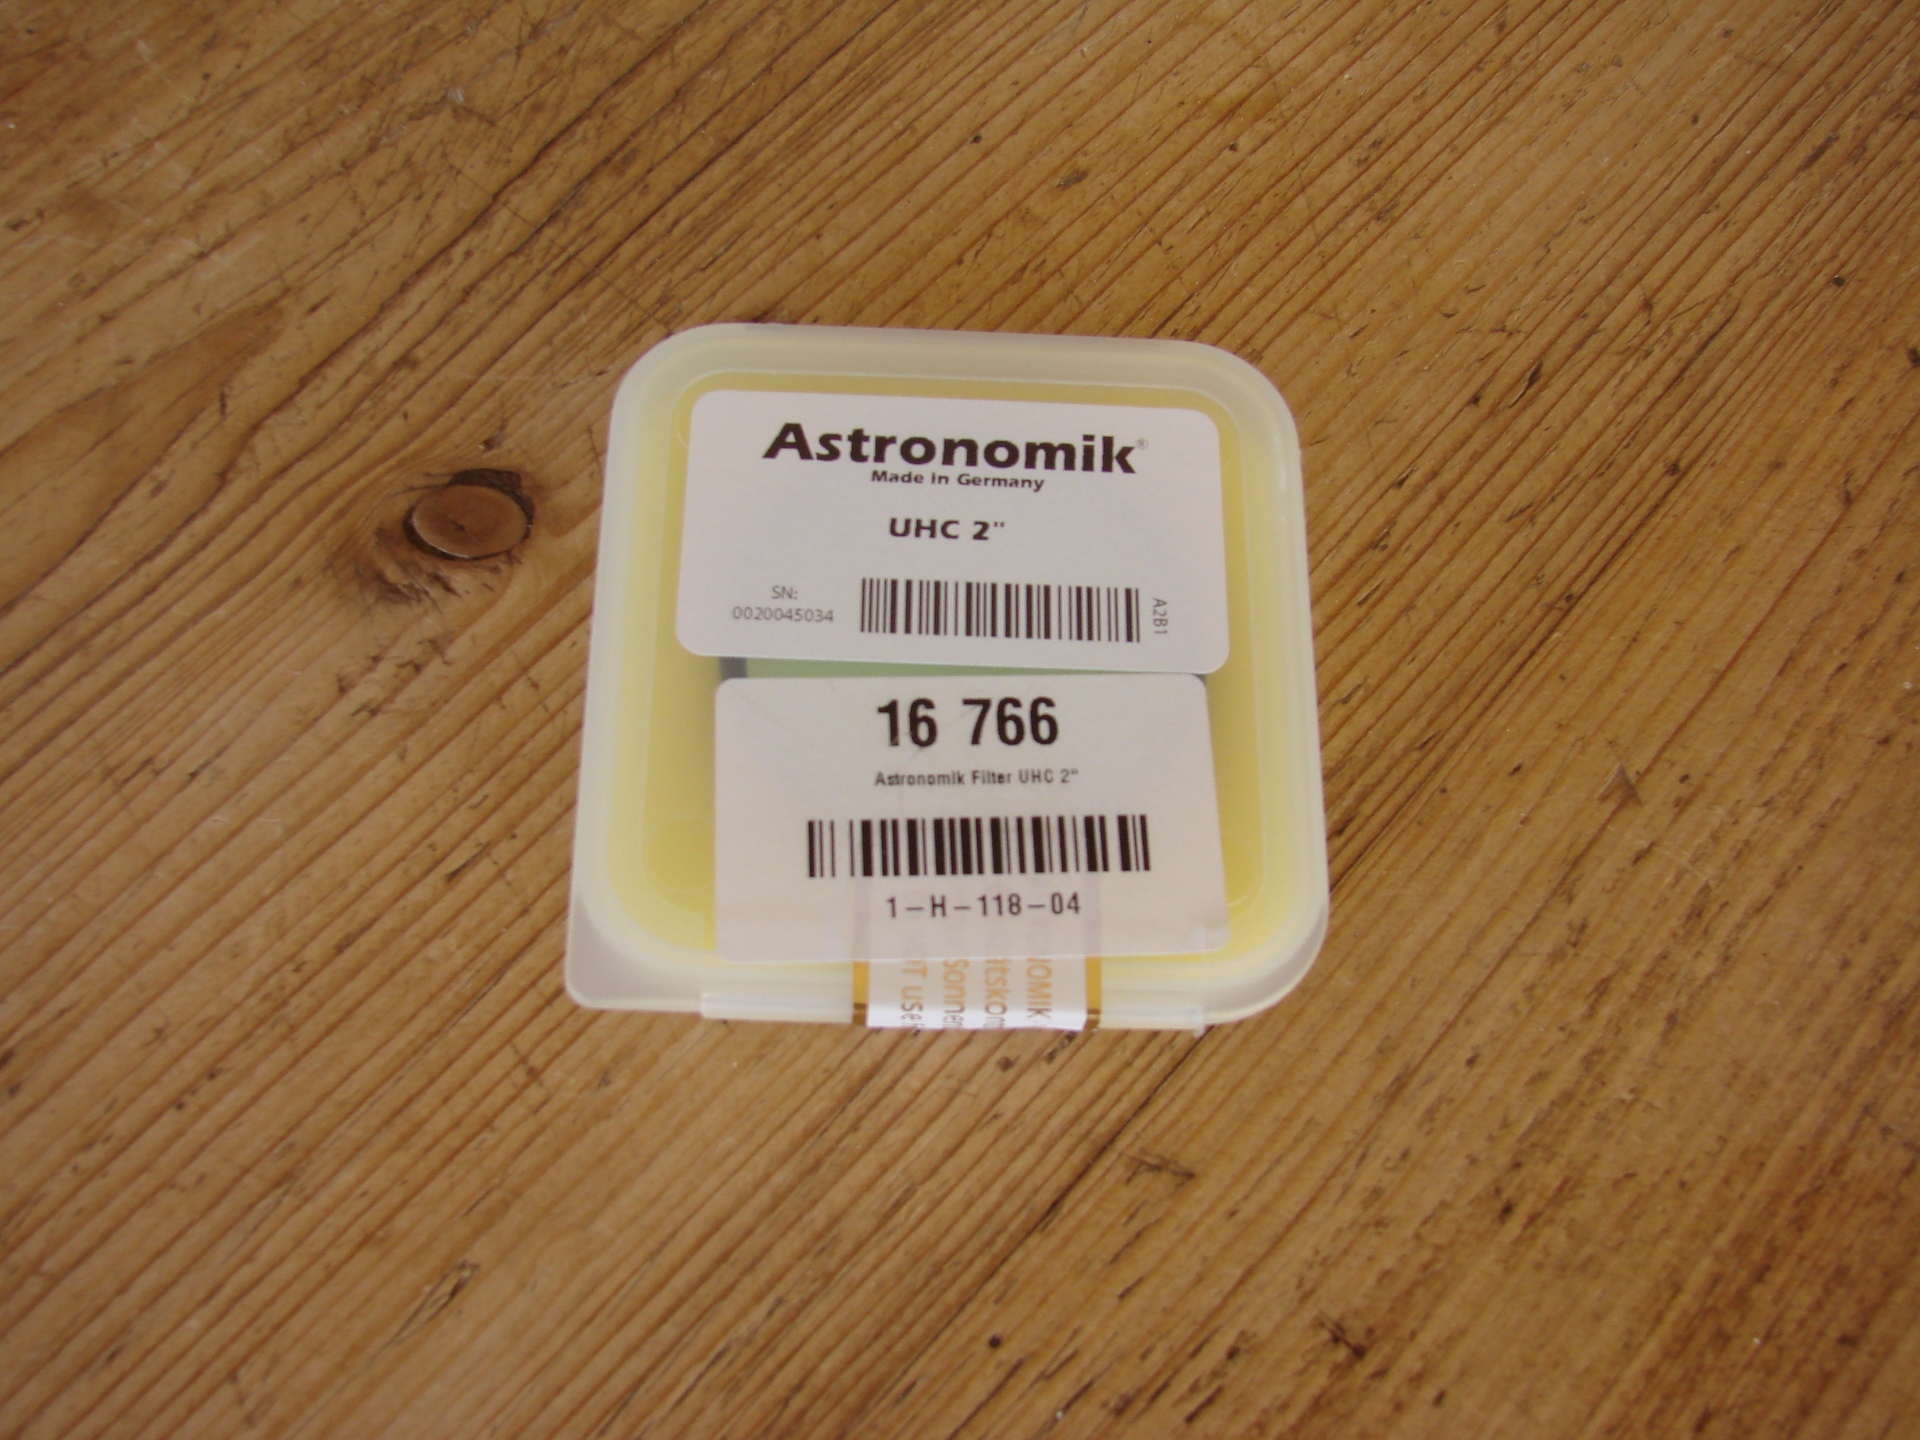 Astronomik®
Made in Germany
UHC 2"
SN:
0020045034
A2B1
16 766
Astronomik Filter UHC 2"
1-H-118-04